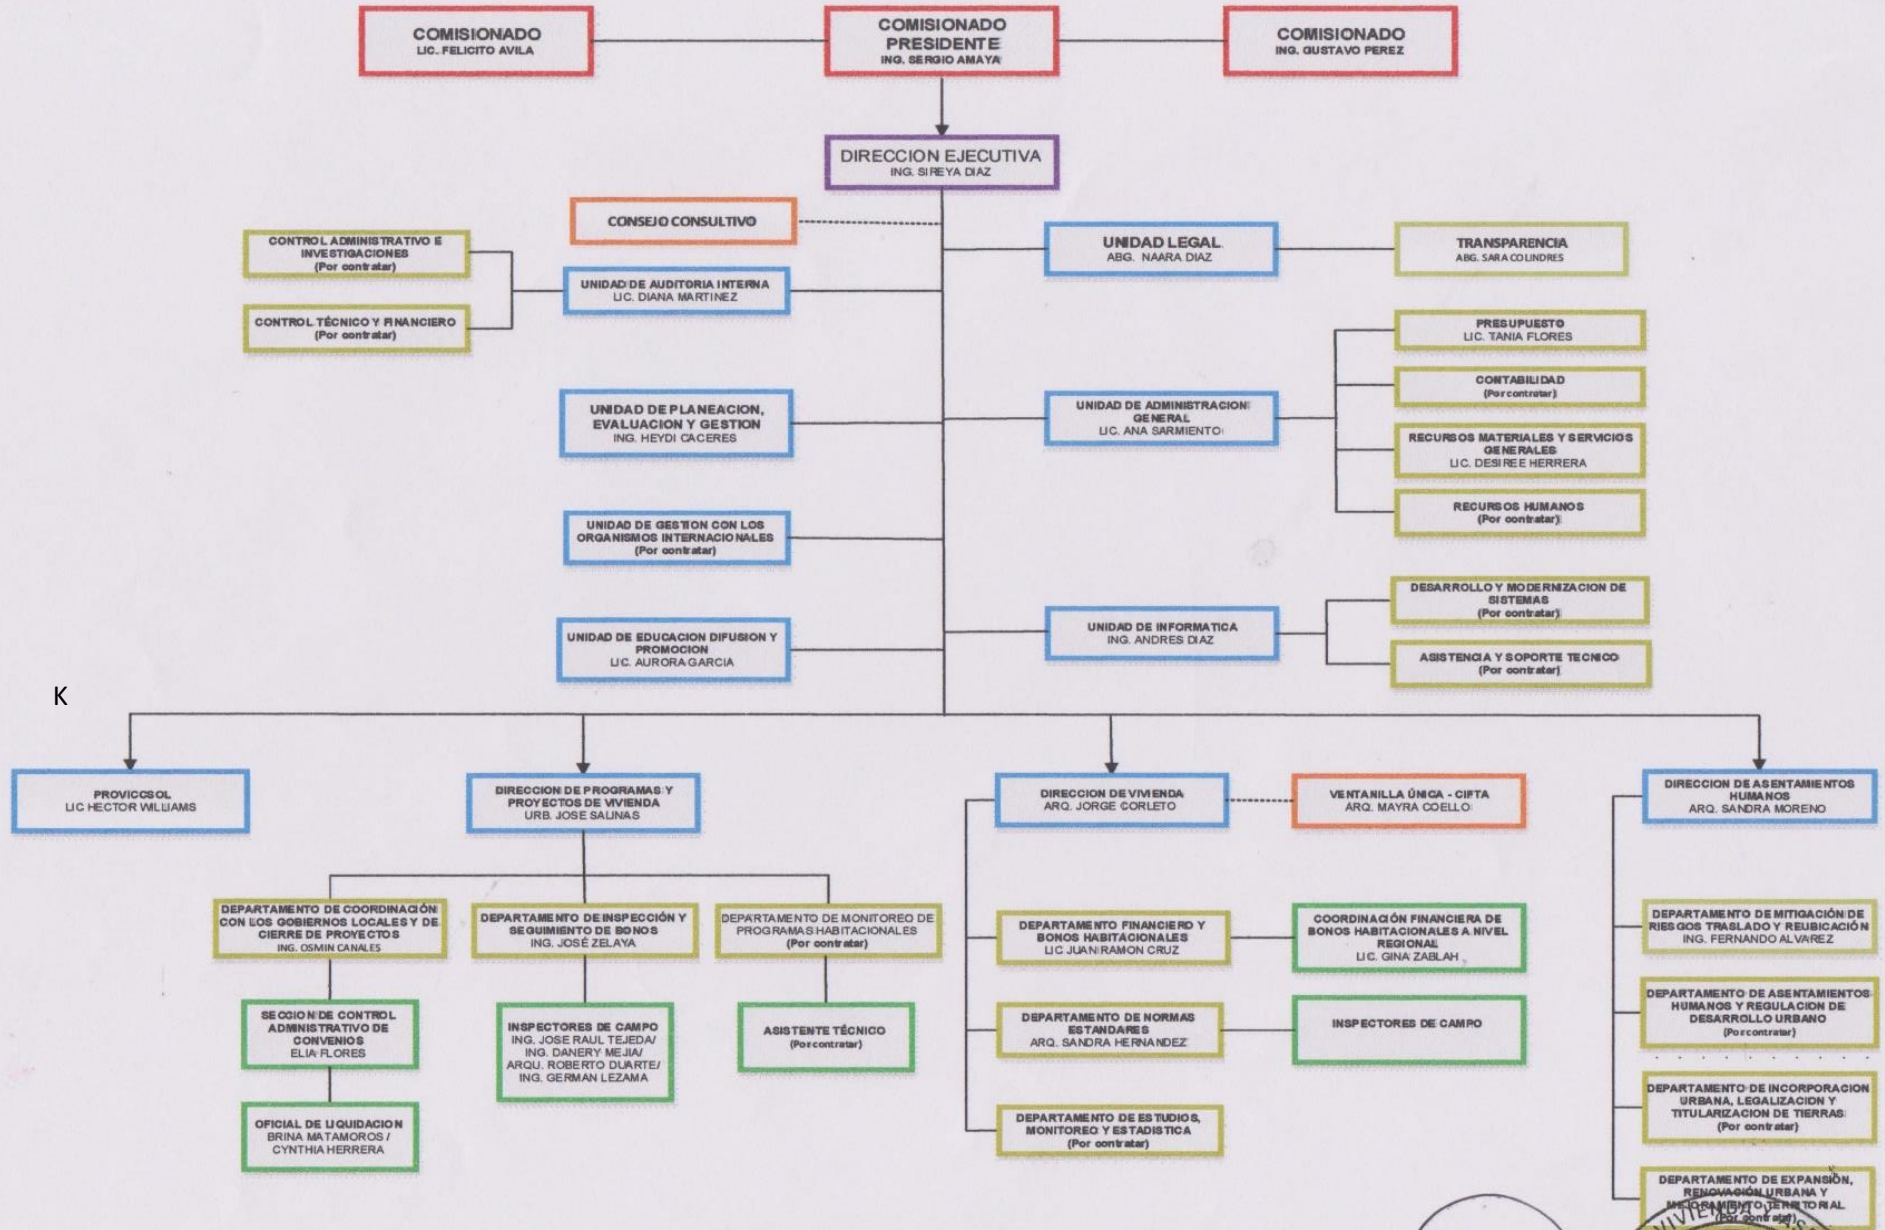 COMISIONADO
LIC. FELICITO AVILA
COMISIONADO
PRESIDENTE
ING. SERGIO AMAYA
COMISIONADO
ING. GUSTAVO PEREZ
DIRECCION EJECUTIVA
ING. SIREYA DIAZ
CONSEJO CONSULTIVO
CONTROL ADMINISTRATIVO E
INVESTIGACIONES
(Por contratar)
UNIDAD DE AUDITORIA INTERNA
LIC. DIANA MARTINEZ
CONTROL TÉCNICO Y FINANCIERO
(Por contratar)
UNIDAD LEGAL
ABG. NAARA DIAZ
TRANSPARENCIA
ABG. SARA COLINDRES
UNIDAD DE PLANEACION,
EVALUACION Y GESTION
ING. HEYDI CACERES
UNIDAD DE ADMINISTRACION
GENERAL
LIC. ANA SARMIENTO
PRESUPUESTO
LIC. TANIA FLORES
CONTABILIDAD
(Por contratar)
RECURSOS MATERIALES Y SERVICIOS
GENERALES
LIC. DESIREE HERRERA
RECURSOS HUMANOS
(Por contratar)
UNIDAD DE GESTION CON LOS
ORGANISMOS INTERNACIONALES
(Por contratar)
UNIDAD DE EDUCACION DIFUSION Y
PROMOCION
LIC. AURORA GARCIA
UNIDAD DE INFORMATICA
ING. ANDRES DIAZ
DESARROLLO Y MODERNIZACION DE
SISTEMAS
(Por contratar)
ASISTENCIA Y SOPORTE TECNICO
(Por contratar)
K
PROVICCSOL
LIC HECTOR WILLIAMS
DIRECCION DE PROGRAMAS Y
PROYECTOS DE VIVIENDA
URB. JOSE SALINAS
DIRECCION DE VIVIENDA
ARQ. JORGE CORLETO
VENTANILLA ÚNICA - CIFTA
ARQ. MAYRA COELLO
DIRECCION DE ASENTAMIENTOS
HUMANOS
ARQ. SANDRA MORENO
DEPARTAMENTO DE COORDINACIÓN
CON LOS GOBIERNOS LOCALES Y DE
CIERRE DE PROYECTOS
ING. OSMIN CANALES
DEPARTAMENTO DE INSPECCIÓN Y
SEGUIMIENTO DE BONOS
ING. JOSÉ ZELAYA
DEPARTAMENTO DE MONITOREO DE
PROGRAMAS HABITACIONALES
(Por contratar)
SECCION DE CONTROL
ADMINISTRATIVO DE
CONVENIOS
ELIA FLORES
INSPECTORES DE CAMPO
ING. JOSE RAUL TEJEDA/
ING. DANERY MEJIA/
ARQU. ROBERTO DUARTE/
ING. GERMAN LEZAMA
ASISTENTE TÉCNICO
(Por contratar)
OFICIAL DE LIQUIDACION
BRINA MATAMOROS /
CYNTHIA HERRERA
DEPARTAMENTO FINANCIERO Y
BONOS HABITACIONALES
LIC JUAN RAMON CRUZ
COORDINACIÓN FINANCIERA DE
BONOS HABITACIONALES A NIVEL
REGIONAL
LIC. GINA ZABLAH
DEPARTAMENTO DE NORMAS
ESTANDARES
ARQ. SANDRA HERNANDEZ
INSPECTORES DE CAMPO
DEPARTAMENTO DE ESTUDIOS,
MONITOREO Y ESTADISTICA
(Por contratar)
DEPARTAMENTO DE MITIGACIÓN DE
RIESGOS TRASLADO Y REUBICACIÓN
ING. FERNANDO ALVAREZ
DEPARTAMENTO DE ASENTAMIENTOS
HUMANOS Y REGULACION DE
DESARROLLO URBANO
(Por contratar)
DEPARTAMENTO DE INCORPORACION
URBANA, LEGALIZACION Y
TITULARIZACION DE TIERRAS
(Por contratar)
DEPARTAMENTO DE EXPANSIÓN,
RENOVACIÓN URBANA Y
MEJORAMIENTO TERRITORIAL
(Por contratar)
VIVIENDA Y